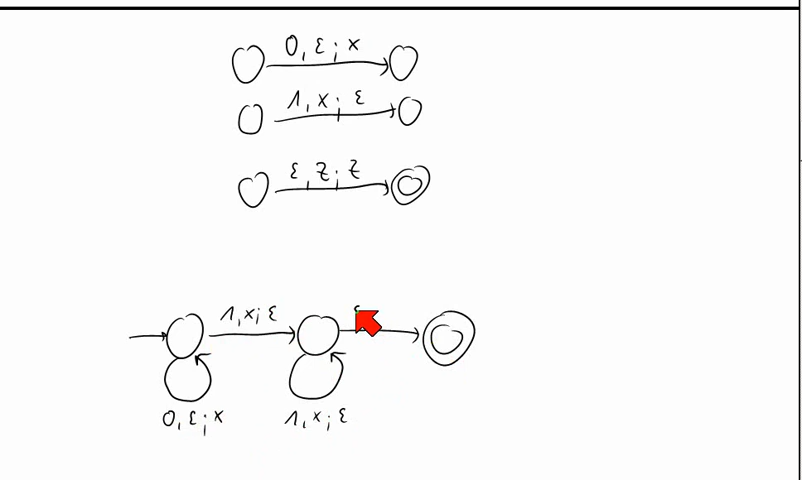 0, ε; x
1, x; ε
ε, Z; Z
1, x; ε ε
0, ε; x 1, x; ε